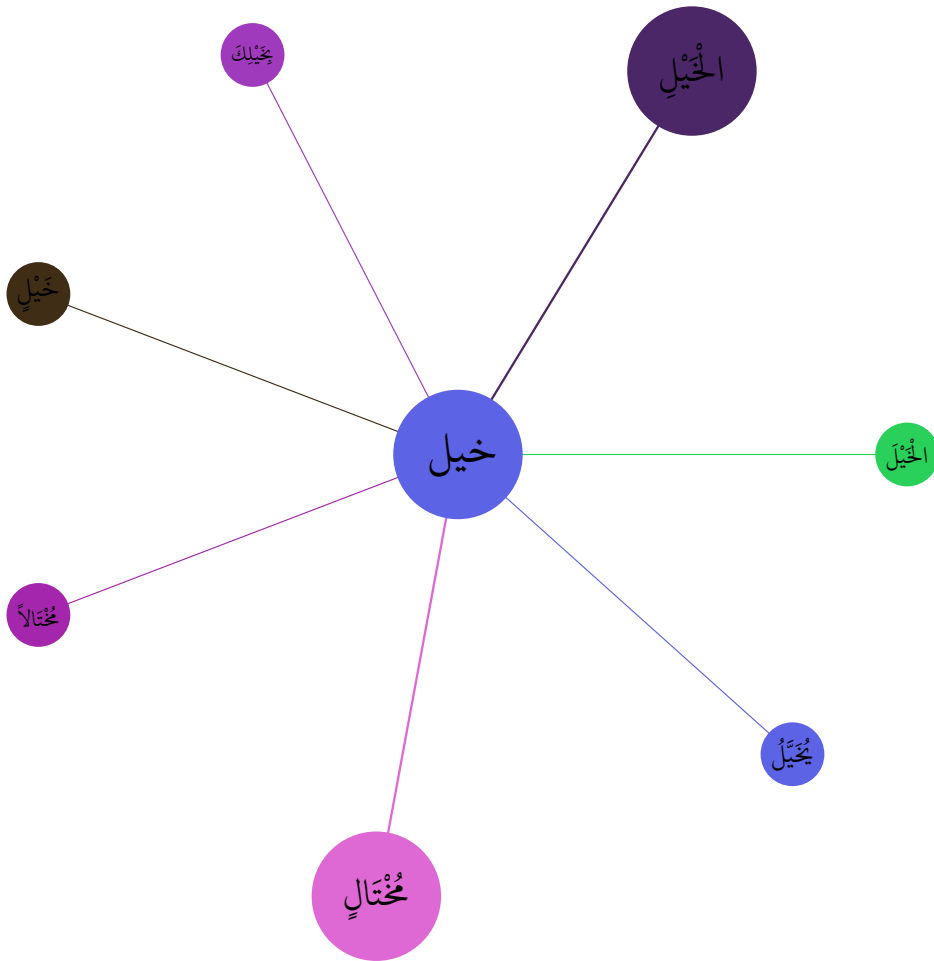 الْخَيْلِ
بِخَيْلِكَ
خَيْلٍ
خيل
الْخَيْلَ
مُخْتَالاً
يُخَيَّلُ
مُخْتَالٍ